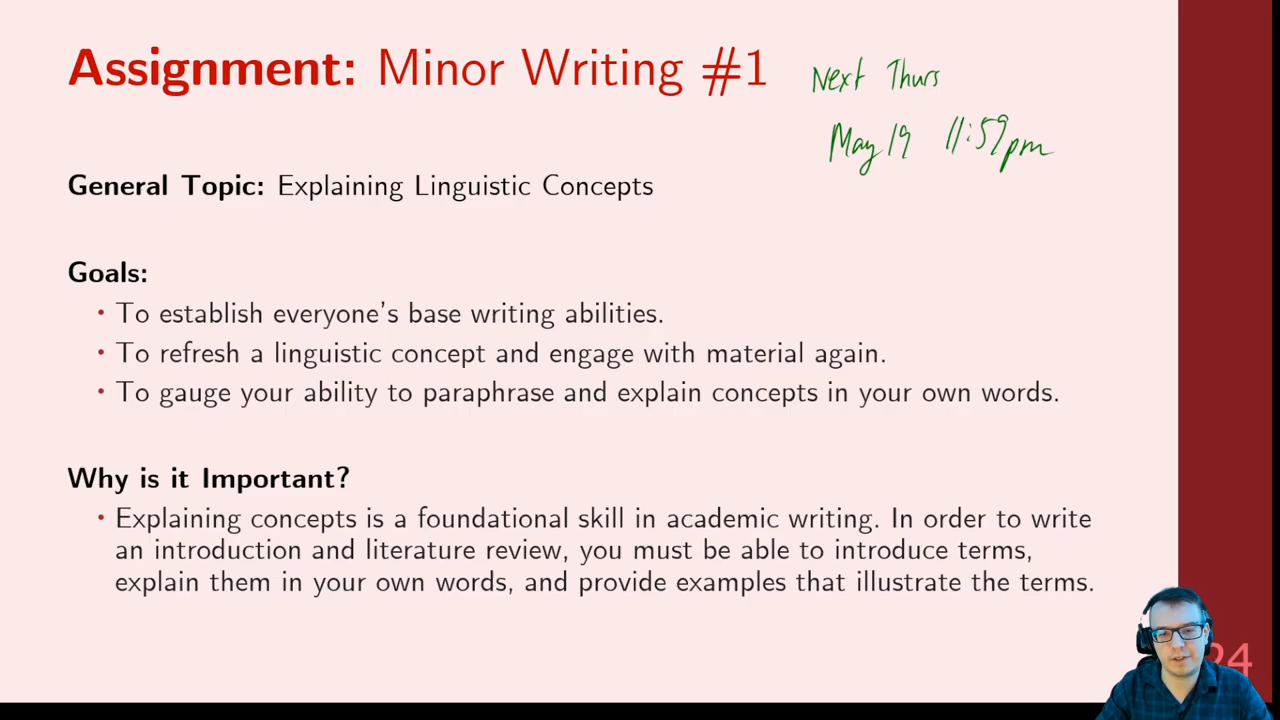 Assignment: Minor Writing #1
Next Thurs
May 19 11:59pm
General Topic: Explaining Linguistic Concepts
Goals:
• To establish everyone's base writing abilities.
• To refresh a linguistic concept and engage with material again.
• To gauge your ability to paraphrase and explain concepts in your own words.
Why is it Important?
• Explaining concepts is a foundational skill in academic writing. In order to write
an introduction and literature review, you must be able to introduce terms,
explain them in your own words, and provide examples that illustrate the terms.
24